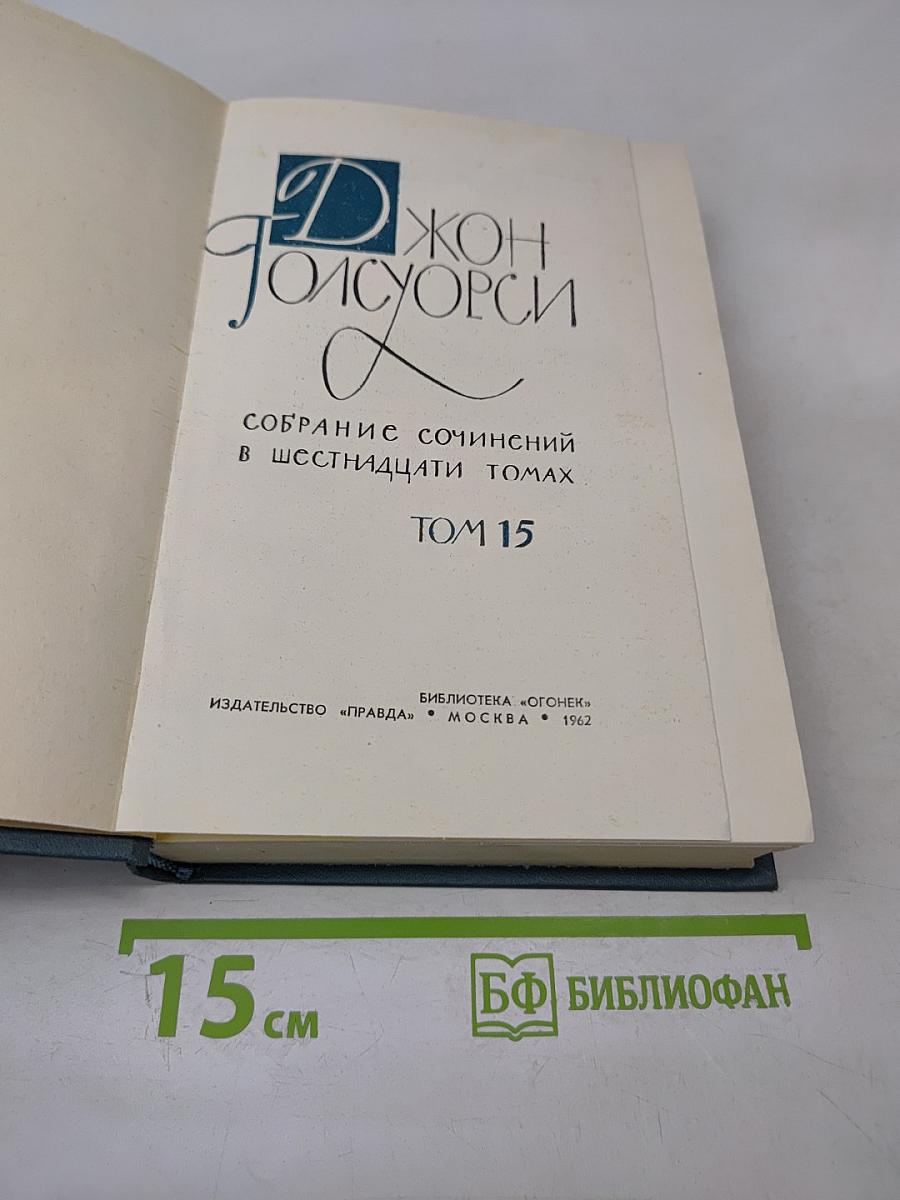 ДЖОН
ГОЛСУОРСИ
СОБРАНИЕ СОЧИНЕНИЙ
В ШЕСТНАДЦАТИ ТОМАХ
ТОМ 15
БИБЛИОТЕКА «ОГОНЕК»
ИЗДАТЕЛЬСТВО «ПРАВДА» • МОСКВА • 1962
15 см
БФ БИБЛИОФАН